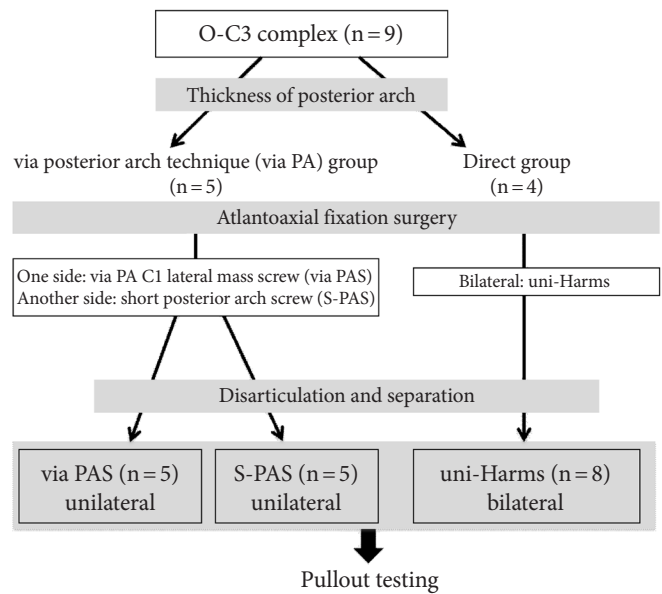 O-C3 complex (n = 9)
Thickness of posterior arch
via posterior arch technique (via PA) group
(n = 5)
Direct group
(n = 4)
Atlantoaxial fixation surgery
One side: via PA C1 lateral mass screw (via PAS)
Another side: short posterior arch screw (S-PAS)
Bilateral: uni-Harms
Disarticulation and separation
via PAS (n = 5)
unilateral
S-PAS (n = 5)
unilateral
uni-Harms (n = 8)
bilateral
Pullout testing